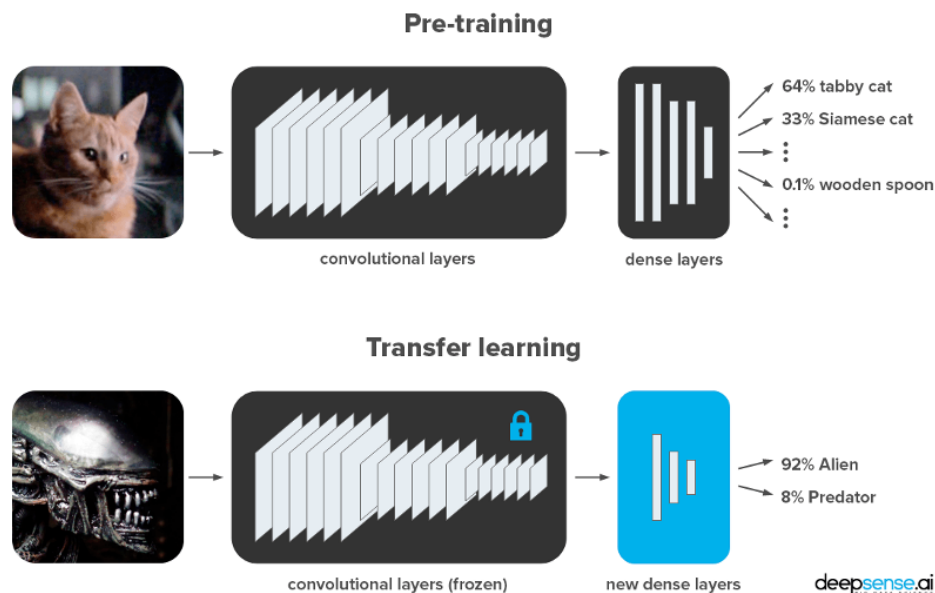 Pre-training
64% tabby cat
33% Siamese cat
0.1% wooden spoon
convolutional layers
dense layers
Transfer learning
92% Alien
8% Predator
convolutional layers (frozen)
new dense layers
deepsense.ai